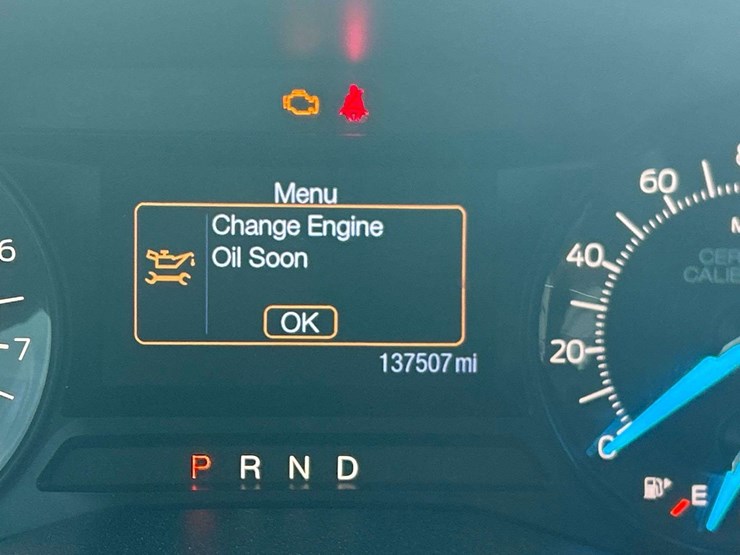 Menu
Change Engine
Oil Soon
OK
137507 mi
P R N D
6
7
60
40
20
E